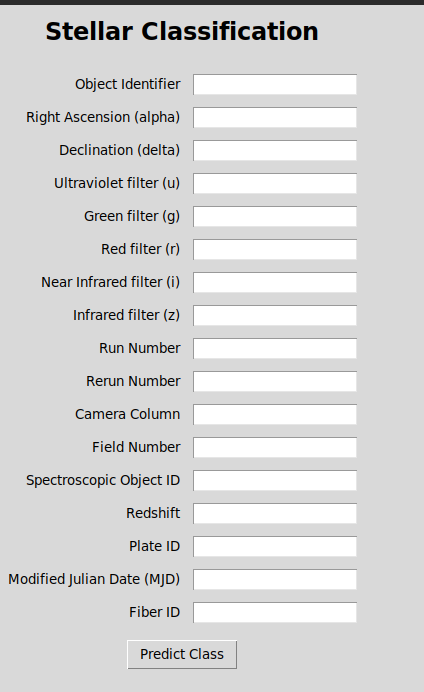 Stellar Classification
Object Identifier
Right Ascension (alpha)
Declination (delta)
Ultraviolet filter (u)
Green filter (g)
Red filter (r)
Near Infrared filter (i)
Infrared filter (z)
Run Number
Rerun Number
Camera Column
Field Number
Spectroscopic Object ID
Redshift
Plate ID
Modified Julian Date (MJD)
Fiber ID
Predict Class